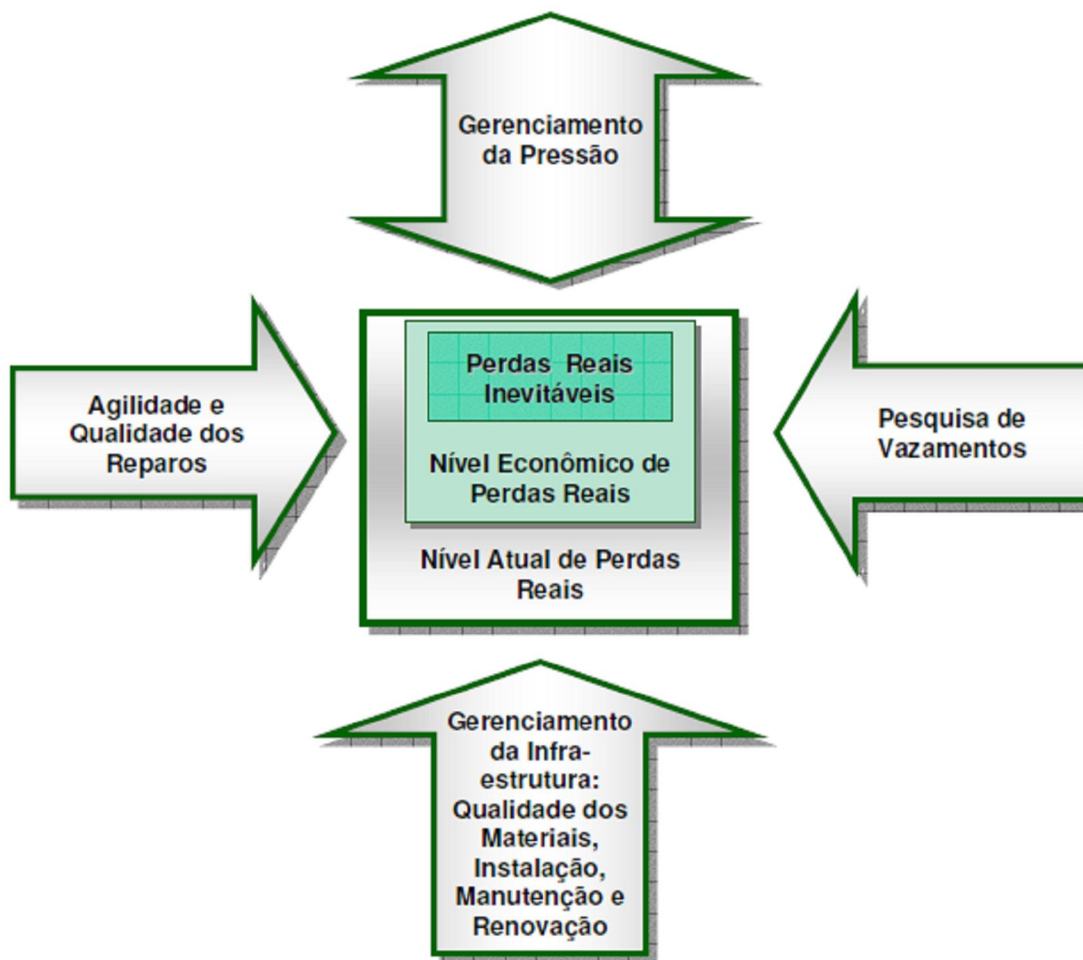 Gerenciamento
da Pressão
Agilidade e
Qualidade dos
Reparos
Perdas Reais
Inevitáveis
Nível Econômico de
Perdas Reais
Nível Atual de Perdas
Reais
Pesquisa de
Vazamentos
Gerenciamento
da Infra-
estrutura:
Qualidade dos
Materiais,
Instalação,
Manutenção e
Renovação